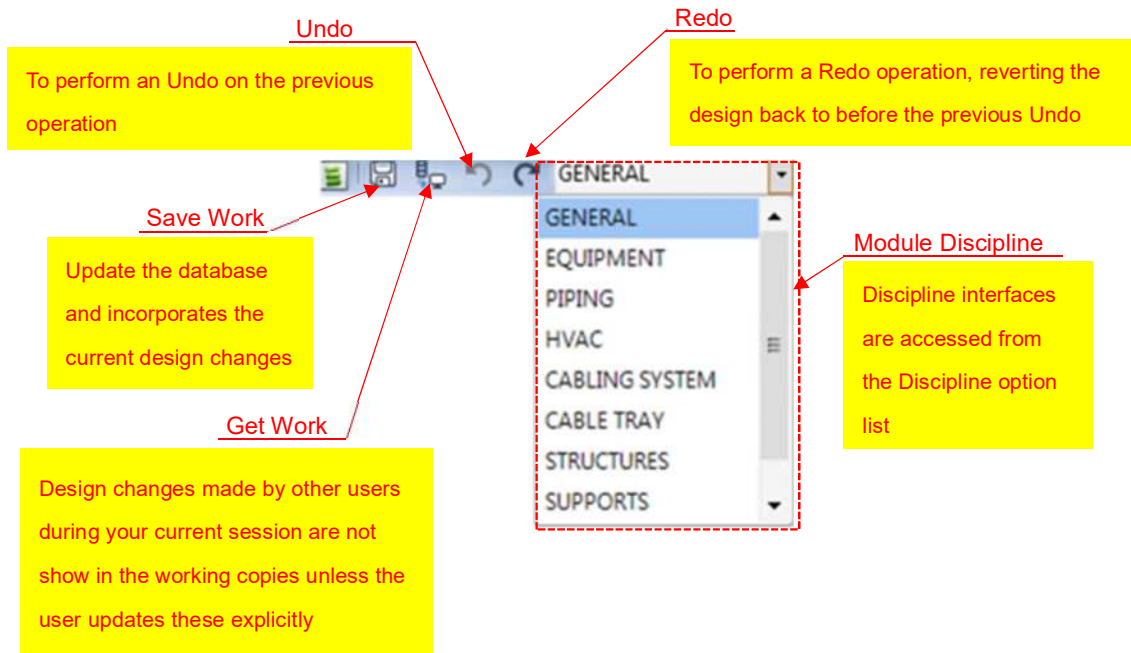 Undo
To perform an Undo on the previous
operation
Redo
To perform a Redo operation, reverting the
design back to before the previous Undo
GENERAL
GENERAL
EQUIPMENT
PIPING
HVAC
CABLING SYSTEM
CABLE TRAY
STRUCTURES
SUPPORTS
Save Work
Update the database
and incorporates the
current design changes
Module Discipline
Discipline interfaces
are accessed from
the Discipline option
list
Get Work
Design changes made by other users
during your current session are not
show in the working copies unless the
user updates these explicitly